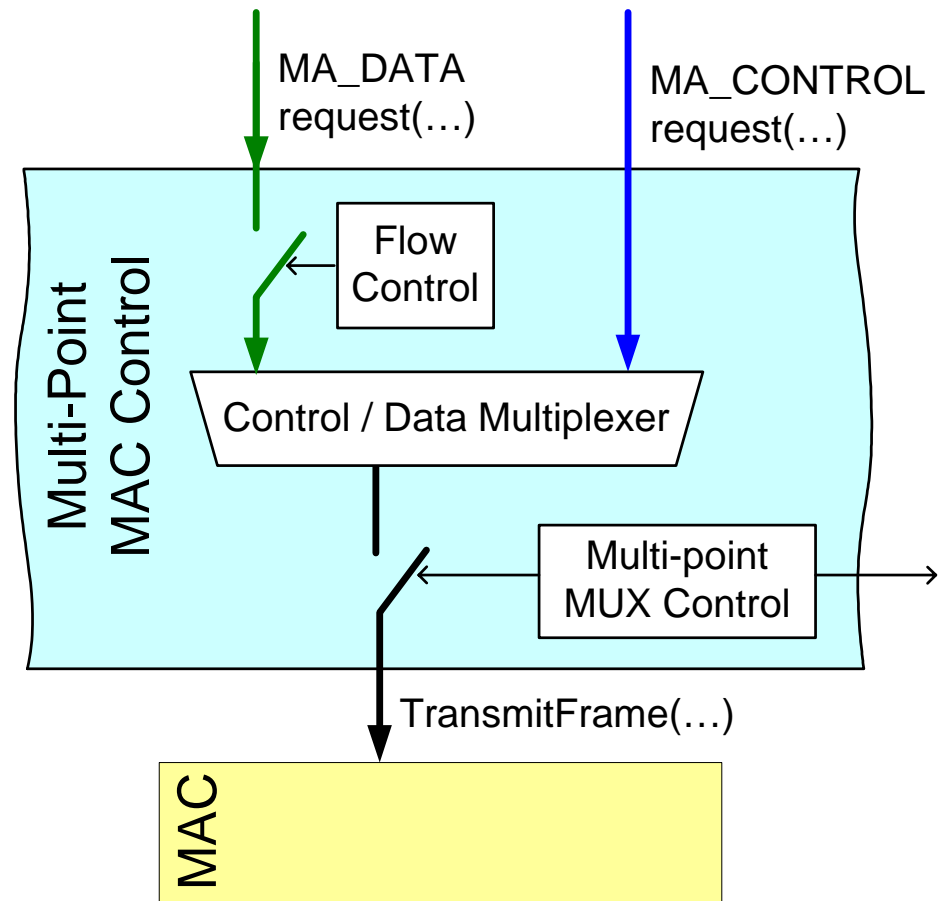 MA_DATA
request(…)
MA_CONTROL
request(…)
Flow
Control
Multi-Point
MAC Control
Control / Data Multiplexer
Multi-point
MUX Control
TransmitFrame(…)
MAC